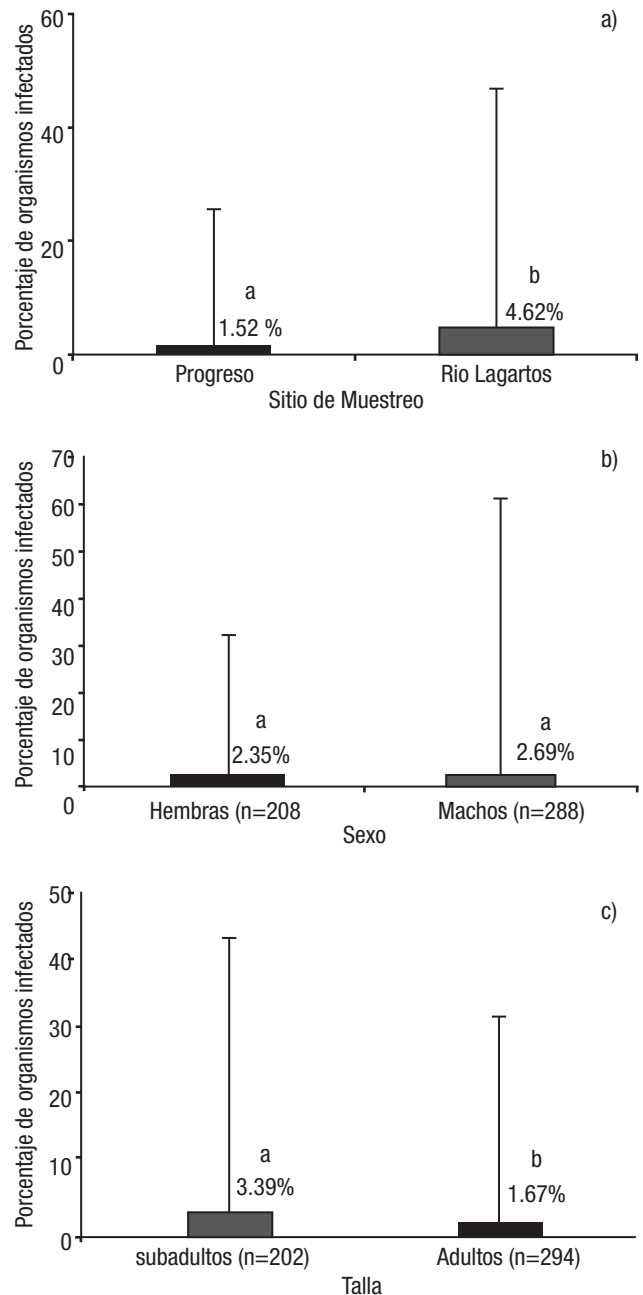 a)
Porcentaje de organismos infectados
60
40
20
0
a
1.52 %
b
4.62%
Progreso
Rio Lagartos
Sitio de Muestreo
b)
Porcentaje de organismos infectados
70
60
50
40
30
20
10
0
a
2.35%
a
2.69%
Hembras (n=208
Machos (n=288)
Sexo
c)
Porcentaje de organismos infectados
50
40
30
20
10
0
a
3.39%
b
1.67%
subadultos (n=202)
Adultos (n=294)
Talla